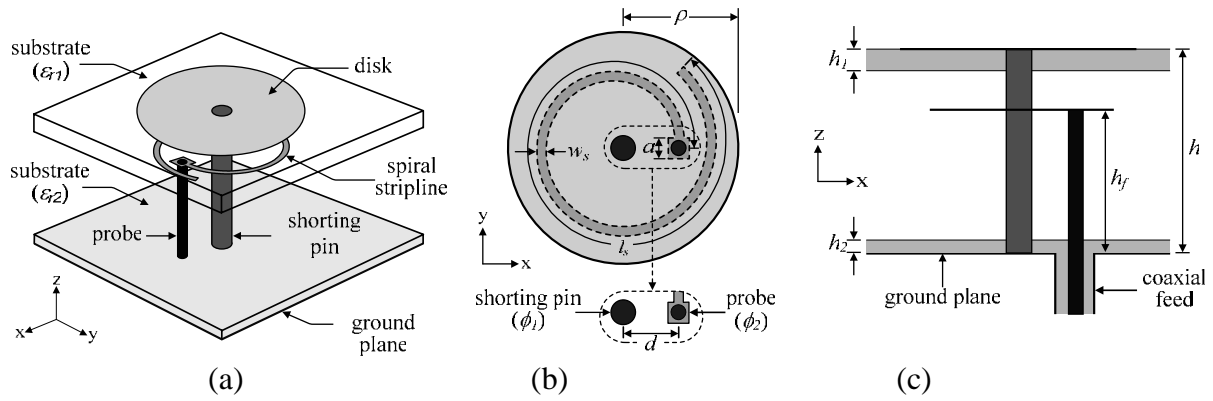 substrate
(εr1)
disk
substrate
(εr2)
spiral
stripline
probe
shorting
pin
z
x
y
ground
plane
(a)
ρ
a
ws
y
x
ls
shorting pin
(ϕ1)
probe
(ϕ2)
d
(b)
h1
z
x
h
hf
h2
ground plane
coaxial
feed
(c)